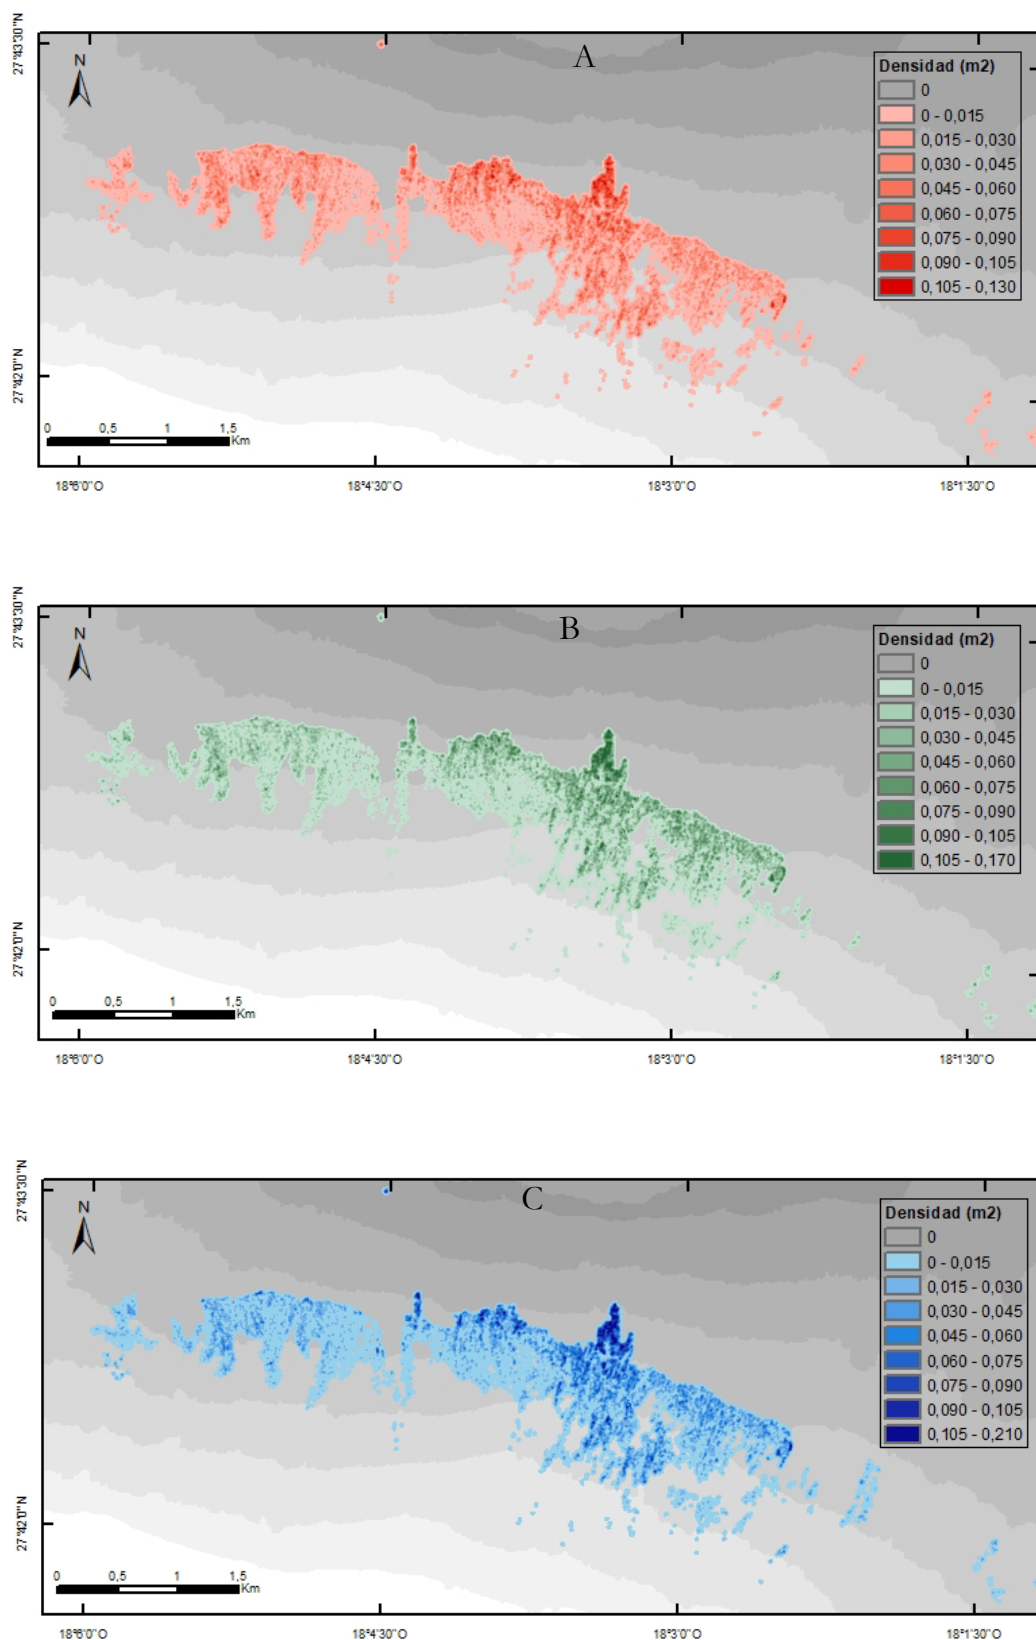 A
27°43'30"N
N
Densidad (m2)
0
0 - 0,015
0,015 - 0,030
0,030 - 0,045
0,045 - 0,060
0,060 - 0,075
0,075 - 0,090
0,090 - 0,105
0,105 - 0,130
27°42'0"N
0 0,5 1 1,5
Km
18°6'0"O 18°4'30"O 18°3'0"O 18°1'30"O
B
27°43'30"N
N
Densidad (m2)
0
0 - 0,015
0,015 - 0,030
0,030 - 0,045
0,045 - 0,060
0,060 - 0,075
0,075 - 0,090
0,090 - 0,105
0,105 - 0,170
27°42'0"N
0 0,5 1 1,5
Km
18°6'0"O 18°4'30"O 18°3'0"O 18°1'30"O
C
27°43'30"N
N
Densidad (m2)
0
0 - 0,015
0,015 - 0,030
0,030 - 0,045
0,045 - 0,060
0,060 - 0,075
0,075 - 0,090
0,090 - 0,105
0,105 - 0,210
27°42'0"N
0 0,5 1 1,5
Km
18°6'0"O 18°4'30"O 18°3'0"O 18°1'30"O